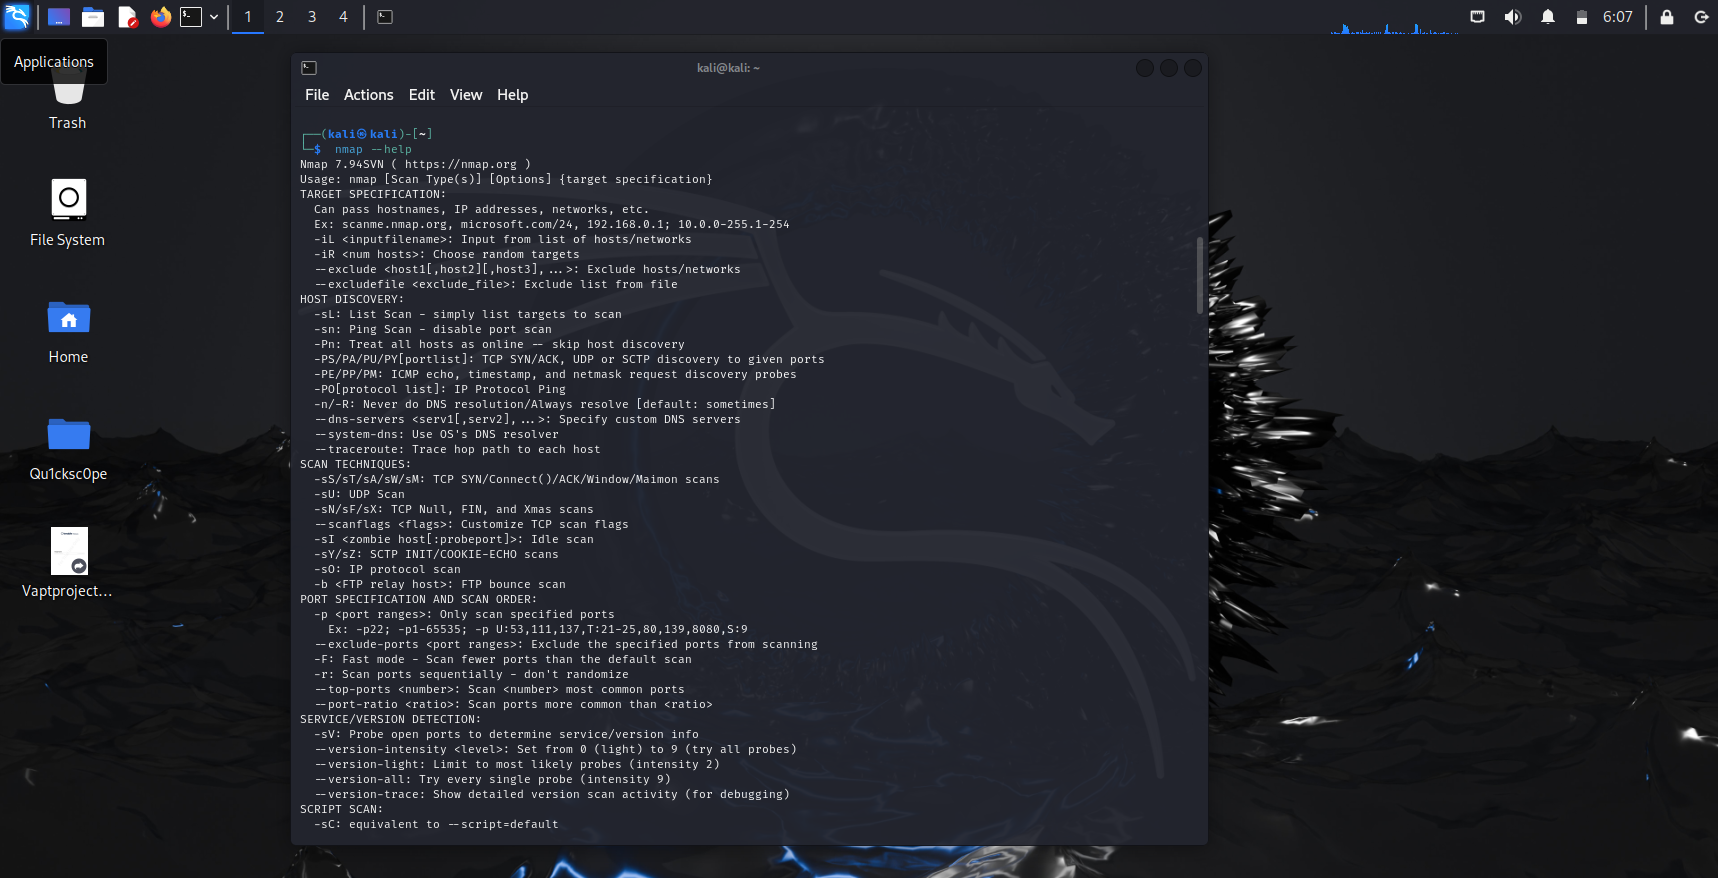 1 2 3 4
6:07
Applications
Trash
File System
Home
Qu1cksc0pe
Vaptproject...
kali@kali: ~
File Actions Edit View Help
┌──(kali㉿kali)-[~]
└─$ nmap --help
Nmap 7.94SVN ( https://nmap.org )
Usage: nmap [Scan Type(s)] [Options] {target specification}
TARGET SPECIFICATION:
  Can pass hostnames, IP addresses, networks, etc.
  Ex: scanme.nmap.org, microsoft.com/24, 192.168.0.1; 10.0.0-255.1-254
  -iL <inputfilename>: Input from list of hosts/networks
  -iR <num hosts>: Choose random targets
  --exclude <host1[,host2][,host3],...>: Exclude hosts/networks
  --excludefile <exclude_file>: Exclude list from file
HOST DISCOVERY:
  -sL: List Scan - simply list targets to scan
  -sn: Ping Scan - disable port scan
  -Pn: Treat all hosts as online -- skip host discovery
  -PS/PA/PU/PY[portlist]: TCP SYN/ACK, UDP or SCTP discovery to given ports
  -PE/PP/PM: ICMP echo, timestamp, and netmask request discovery probes
  -PO[protocol list]: IP Protocol Ping
  -n/-R: Never do DNS resolution/Always resolve [default: sometimes]
  --dns-servers <serv1[,serv2],...>: Specify custom DNS servers
  --system-dns: Use OS's DNS resolver
  --traceroute: Trace hop path to each host
SCAN TECHNIQUES:
  -sS/sT/sA/sW/sM: TCP SYN/Connect()/ACK/Window/Maimon scans
  -sU: UDP Scan
  -sN/sF/sX: TCP Null, FIN, and Xmas scans
  --scanflags <flags>: Customize TCP scan flags
  -sI <zombie host[:probeport]>: Idle scan
  -sY/sZ: SCTP INIT/COOKIE-ECHO scans
  -sO: IP protocol scan
  -b <FTP relay host>: FTP bounce scan
PORT SPECIFICATION AND SCAN ORDER:
  -p <port ranges>: Only scan specified ports
    Ex: -p22; -p1-65535; -p U:53,111,137,T:21-25,80,139,8080,S:9
  --exclude-ports <port ranges>: Exclude the specified ports from scanning
  -F: Fast mode - Scan fewer ports than the default scan
  -r: Scan ports sequentially - don't randomize
  --top-ports <number>: Scan <number> most common ports
  --port-ratio <ratio>: Scan ports more common than <ratio>
SERVICE/VERSION DETECTION:
  -sV: Probe open ports to determine service/version info
  --version-intensity <level>: Set from 0 (light) to 9 (try all probes)
  --version-light: Limit to most likely probes (intensity 2)
  --version-all: Try every single probe (intensity 9)
  --version-trace: Show detailed version scan activity (for debugging)
SCRIPT SCAN:
  -sC: equivalent to --script=default